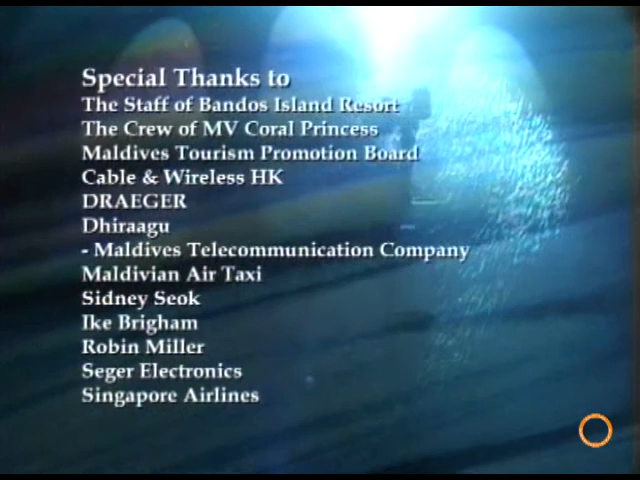 Special Thanks to
The Staff of Bandos Island Resort
The Crew of MV Coral Princess
Maldives Tourism Promotion Board
Cable & Wireless HK
DRAEGER
Dhiraagu
- Maldives Telecommunication Company
Maldivian Air Taxi
Sidney Seok
Ike Brigham
Robin Miller
Seger Electronics
Singapore Airlines